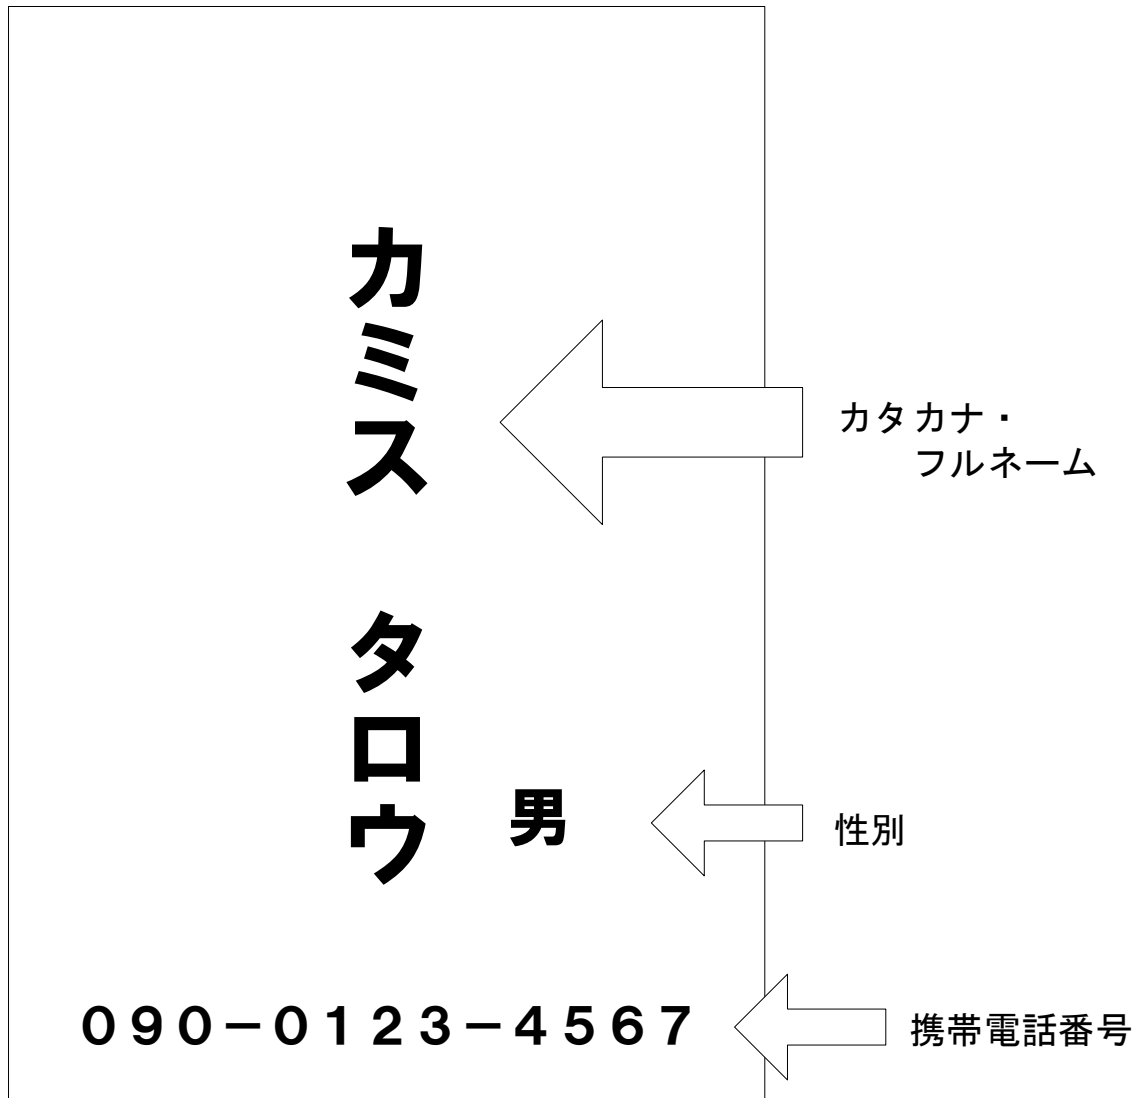 カミス　タロウ
カタカナ・
フルネーム
男
性別
０９０－０１２３－４５６７
携帯電話番号